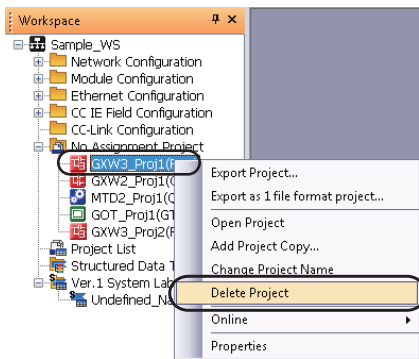 Workspace
Sample_WS
Network Configuration
Module Configuration
Ethernet Configuration
CC IE Field Configuration
CC-Link Configuration
No Assignment Project
GXW3_Proj1(
GXW2_Proj1(
MTD2_Proj1(
GOT_Proj1(GT
GXW3_Proj2(
Project List
Structured Data
Ver.1 System Lab
Undefined_Na
Export Project...
Export as 1 file format project...
Open Project
Add Project Copy...
Change Project Name
Delete Project
Online
Properties